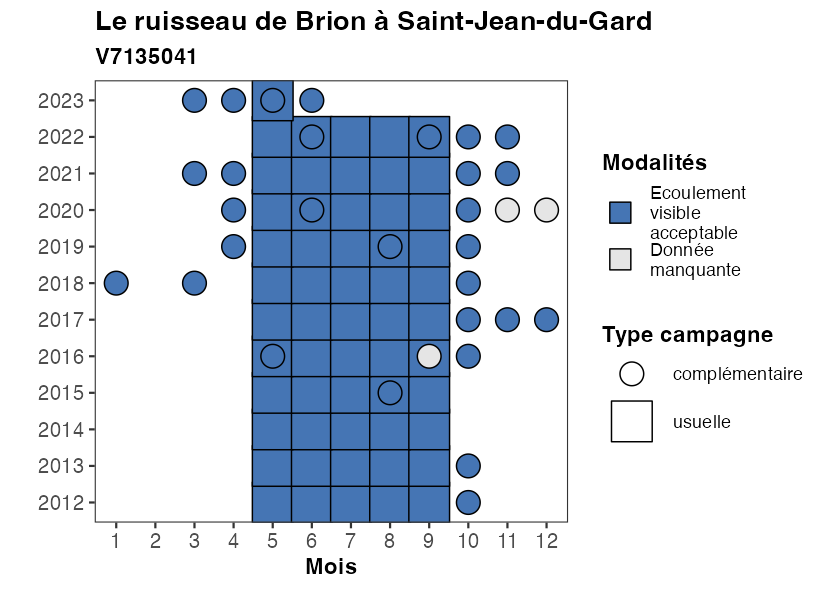 Le ruisseau de Brion à Saint-Jean-du-Gard
V7135041
2023
2022
2021
2020
2019
2018
2017
2016
2015
2014
2013
2012
1 2 3 4 5 6 7 8 9 10 11 12
Mois
Modalités
Ecoulement
visible
acceptable
Donnée
manquante
Type campagne
complémentaire
usuelle